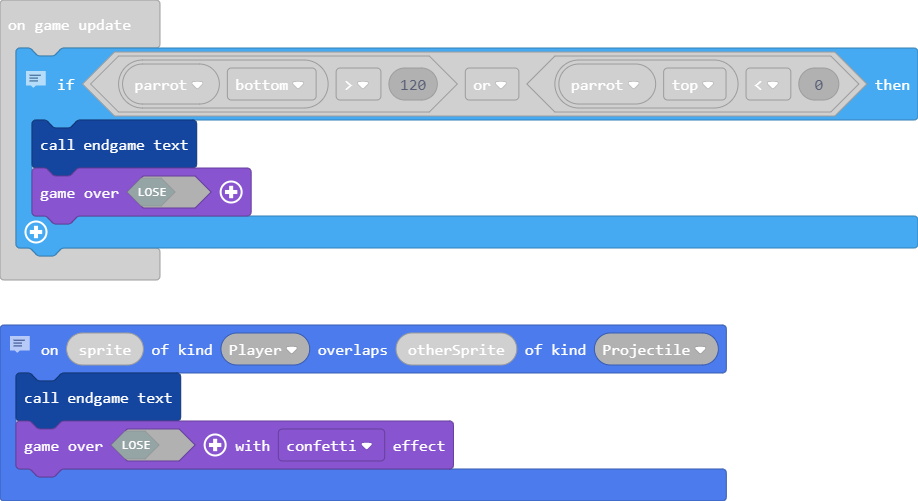 on game update
if parrot bottom > 120 or parrot top < 0 then
call endgame text
game over LOSE
on sprite of kind Player overlaps otherSprite of kind Projectile
call endgame text
game over LOSE with confetti effect